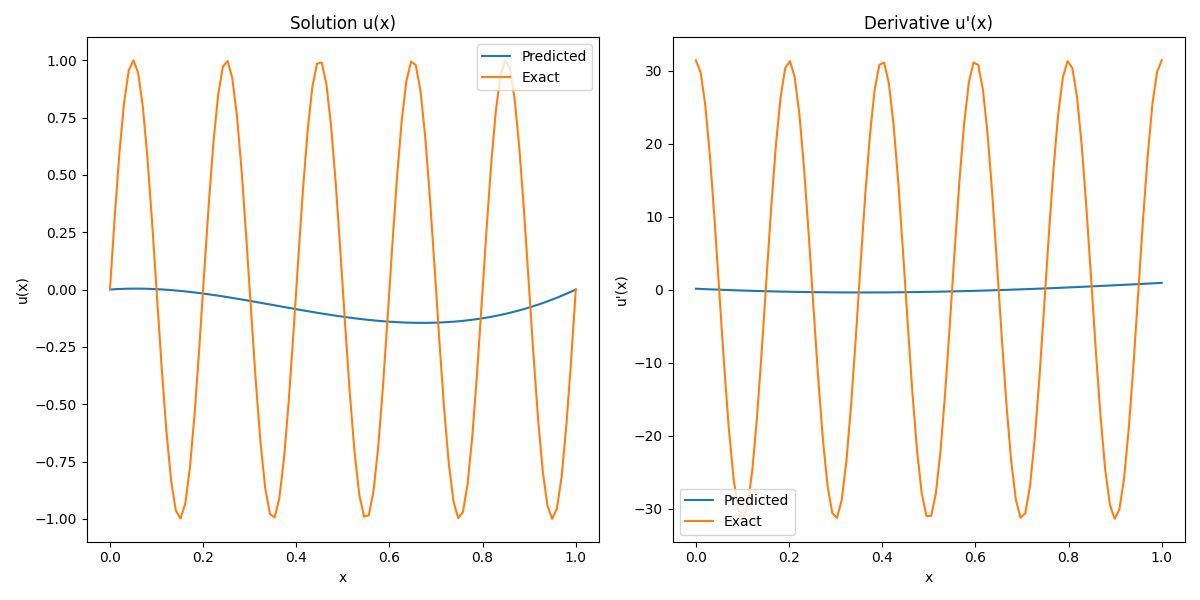 Solution u(x)
1.00
0.75
0.50
0.25
0.00
−0.25
−0.50
−0.75
−1.00
u(x)
0.0 0.2 0.4 0.6 0.8 1.0
x
Predicted
Exact
Derivative u'(x)
30
20
10
0
−10
−20
−30
u'(x)
0.0 0.2 0.4 0.6 0.8 1.0
x
Predicted
Exact